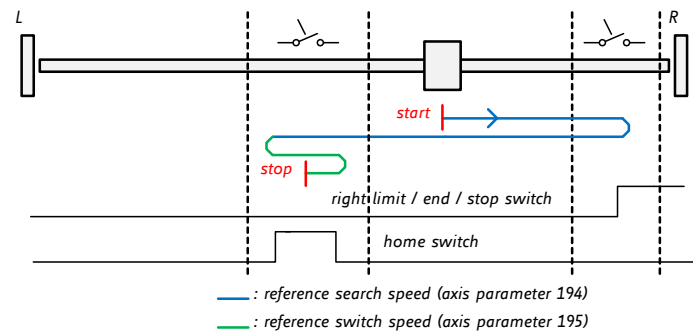 L
R
start
stop
right limit / end / stop switch
home switch
: reference search speed (axis parameter 194)
: reference switch speed (axis parameter 195)